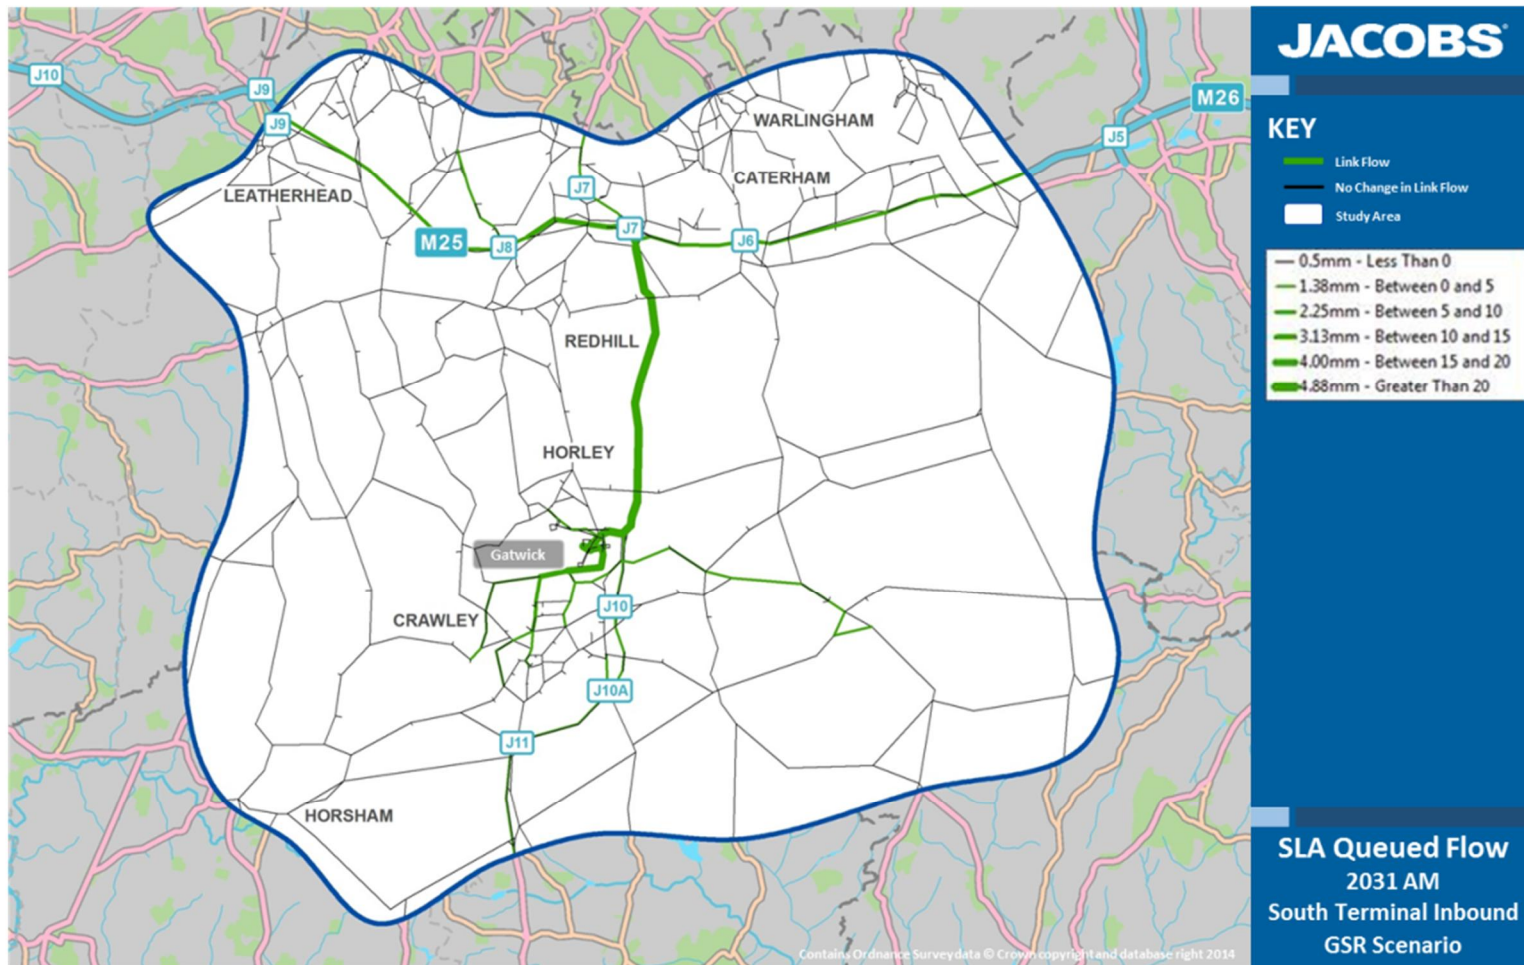 J10
J9
J9
LEATHERHEAD
M25
J8
J7
J7
J6
WARLINGHAM
CATERHAM
J5
M26
REDHILL
HORLEY
Gatwick
CRAWLEY
J10
J10A
J11
HORSHAM
Contains Ordnance Survey data © Crown copyright and database right 2014
JACOBS
KEY
Link Flow
No Change in Link Flow
Study Area
0.5mm - Less Than 0
1.38mm - Between 0 and 5
2.25mm - Between 5 and 10
3.13mm - Between 10 and 15
4.00mm - Between 15 and 20
4.88mm - Greater Than 20
SLA Queued Flow
2031 AM
South Terminal Inbound
GSR Scenario